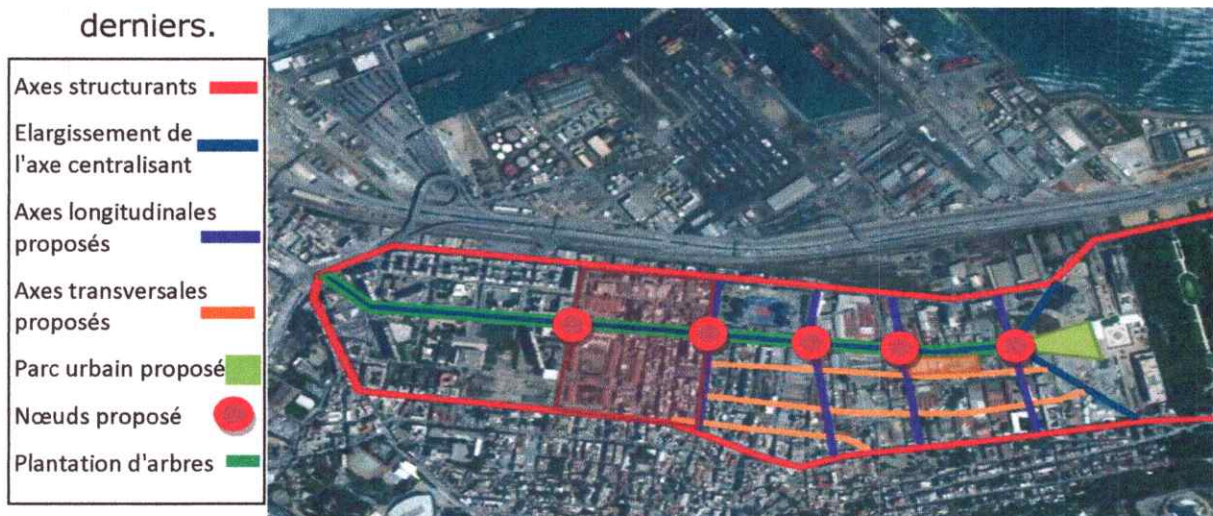 derniers.
Axes structurants
Elargissement de
l'axe centralisant
Axes longitudinales
proposés
Axes transversales
proposés
Parc urbain proposé
Nœuds proposé
Plantation d'arbres